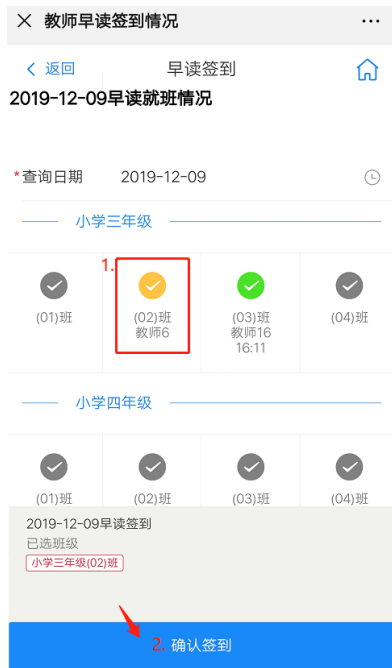 教师早读签到情况
返回
早读签到
2019-12-09早读就班情况
*查询日期 2019-12-09
小学三年级
1.
(01)班 (02)班 (03)班 (04)班
教师6 教师16
16:11
小学四年级
(01)班 (02)班 (03)班 (04)班
2019-12-09早读签到
已选班级
小学三年级(02)班
2. 确认签到